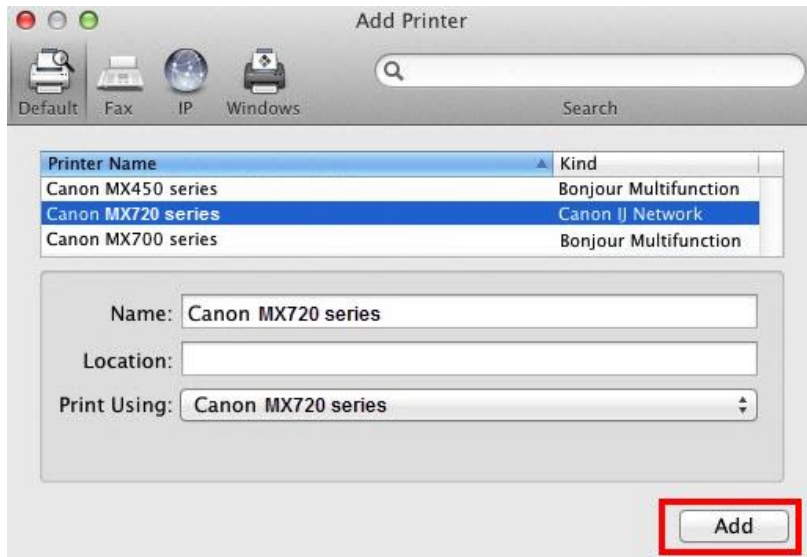 Add Printer
Default Fax IP Windows Search
Printer Name Kind
Canon MX450 series Bonjour Multifunction
Canon MX720 series Canon IJ Network
Canon MX700 series Bonjour Multifunction
Name: Canon MX720 series
Location:
Print Using: Canon MX720 series
Add